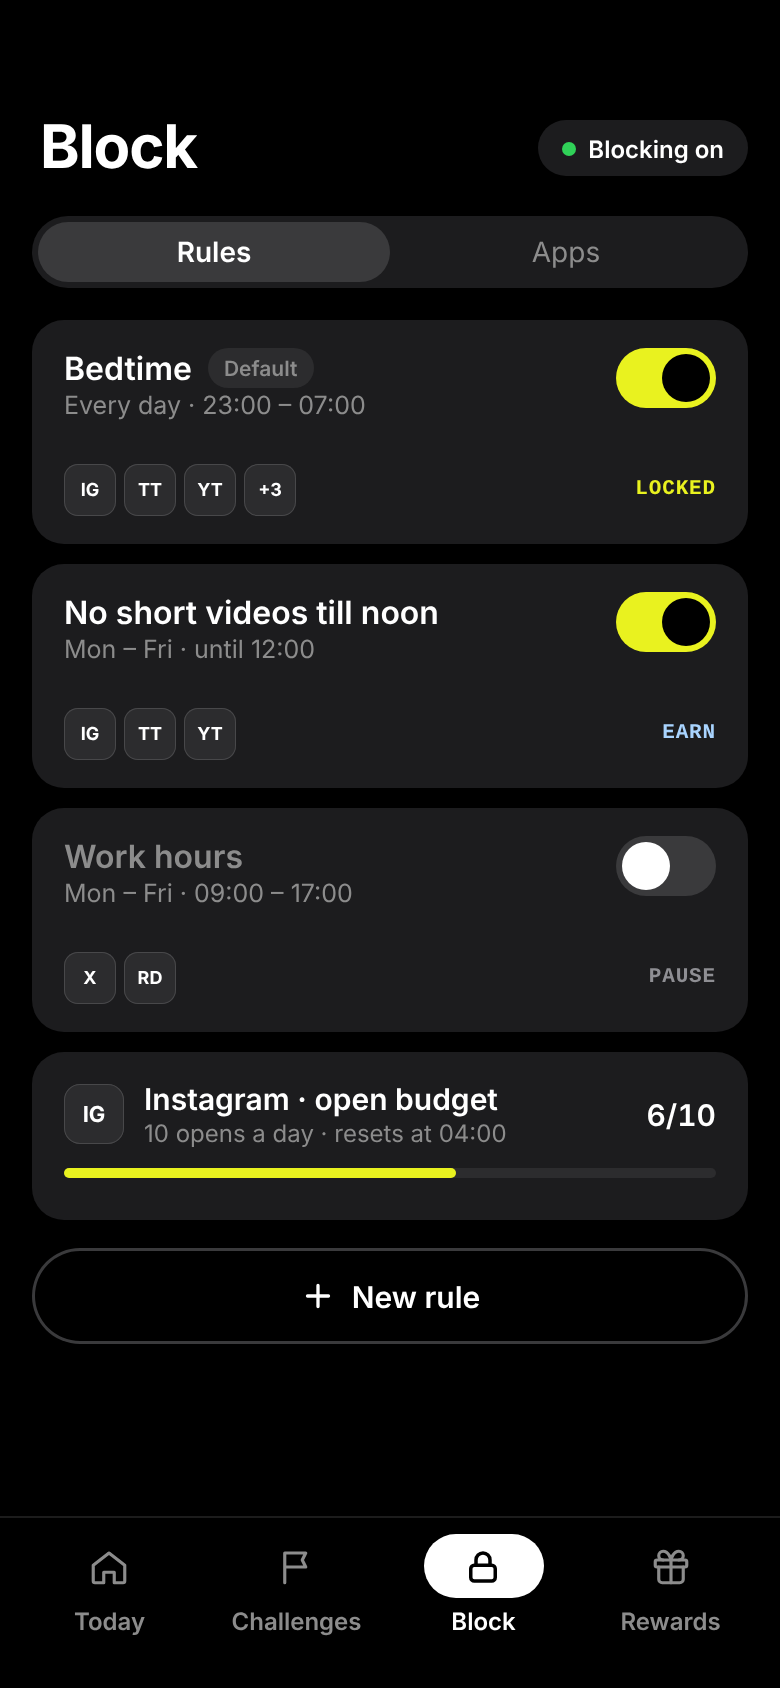 Block
Blocking on
Rules
Apps
Bedtime
Default
Every day · 23:00 – 07:00
IG
TT
YT
+3
LOCKED
No short videos till noon
Mon – Fri · until 12:00
IG
TT
YT
EARN
Work hours
Mon – Fri · 09:00 – 17:00
X
RD
PAUSE
IG
Instagram · open budget
10 opens a day · resets at 04:00
6/10
+ New rule
Today
Challenges
Block
Rewards